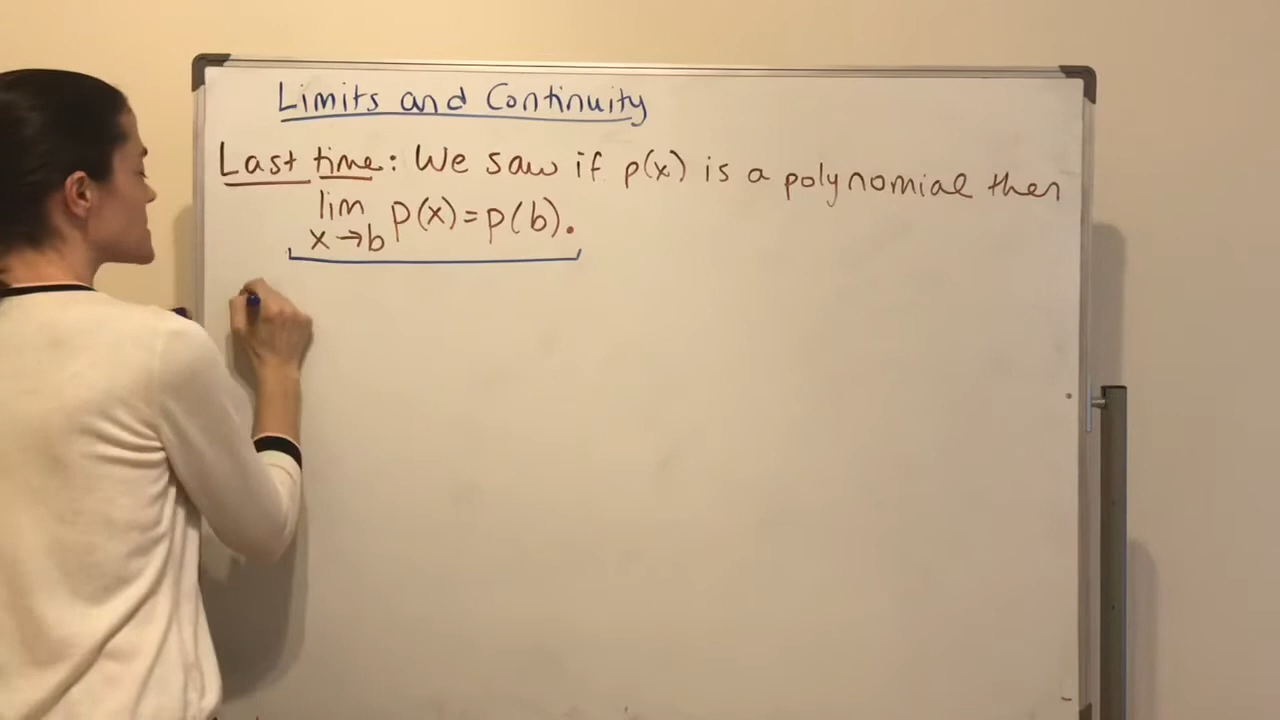 Limits and Continuity
Last time: We saw if p(x) is a polynomial then
lim p(x)=p(b).
x→b